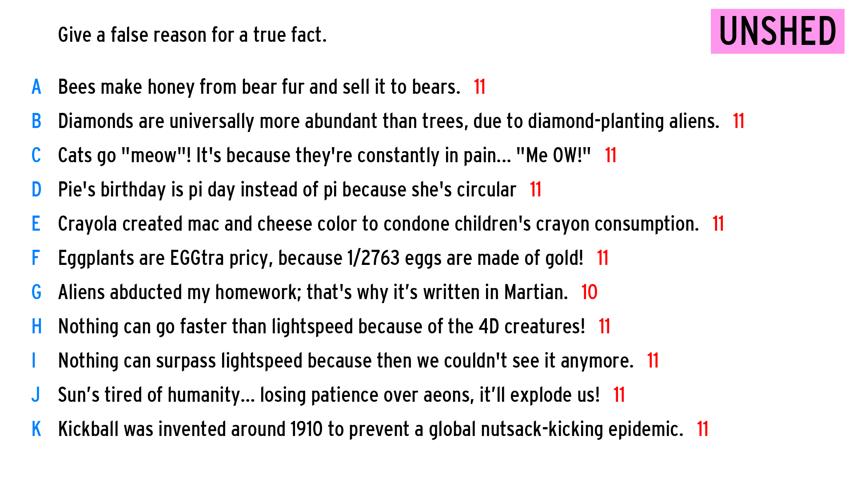 Give a false reason for a true fact.
UNSHED
A Bees make honey from bear fur and sell it to bears. 11
B Diamonds are universally more abundant than trees, due to diamond-planting aliens. 11
C Cats go "meow"! It's because they're constantly in pain... "Me OW!" 11
D Pie's birthday is pi day instead of pi because she's circular 11
E Crayola created mac and cheese color to condone children's crayon consumption. 11
F Eggplants are EGGtra pricy, because 1/2763 eggs are made of gold! 11
G Aliens abducted my homework; that's why it’s written in Martian. 10
H Nothing can go faster than lightspeed because of the 4D creatures! 11
I Nothing can surpass lightspeed because then we couldn't see it anymore. 11
J Sun’s tired of humanity... losing patience over aeons, it’ll explode us! 11
K Kickball was invented around 1910 to prevent a global nutsack-kicking epidemic. 11